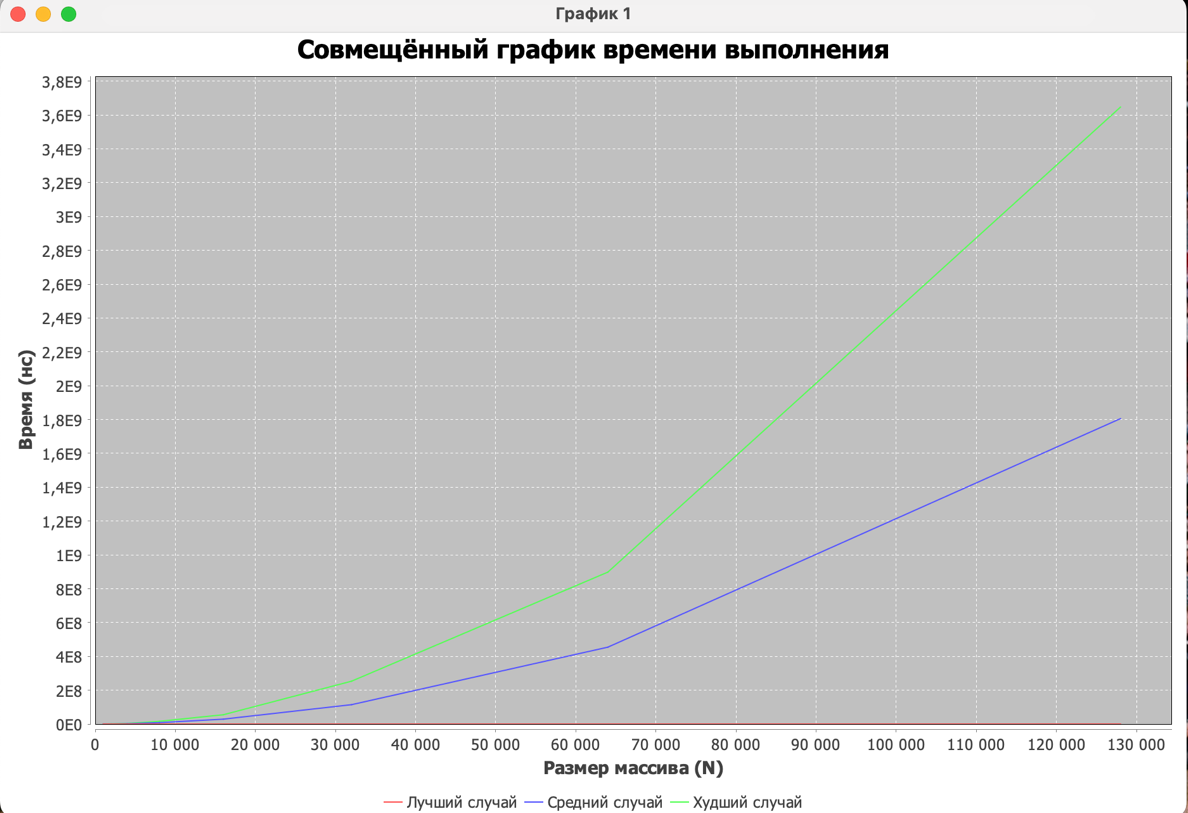 График 1
Совмещённый график времени выполнения
3,8E9
3,6E9
3,4E9
3,2E9
3E9
2,8E9
2,6E9
2,4E9
2,2E9
2E9
1,8E9
1,6E9
1,4E9
1,2E9
1E9
8E8
6E8
4E8
2E8
0E0
Время (нс)
0 10 000 20 000 30 000 40 000 50 000 60 000 70 000 80 000 90 000 100 000 110 000 120 000 130 000
Размер массива (N)
Лучший случай Средний случай Худший случай